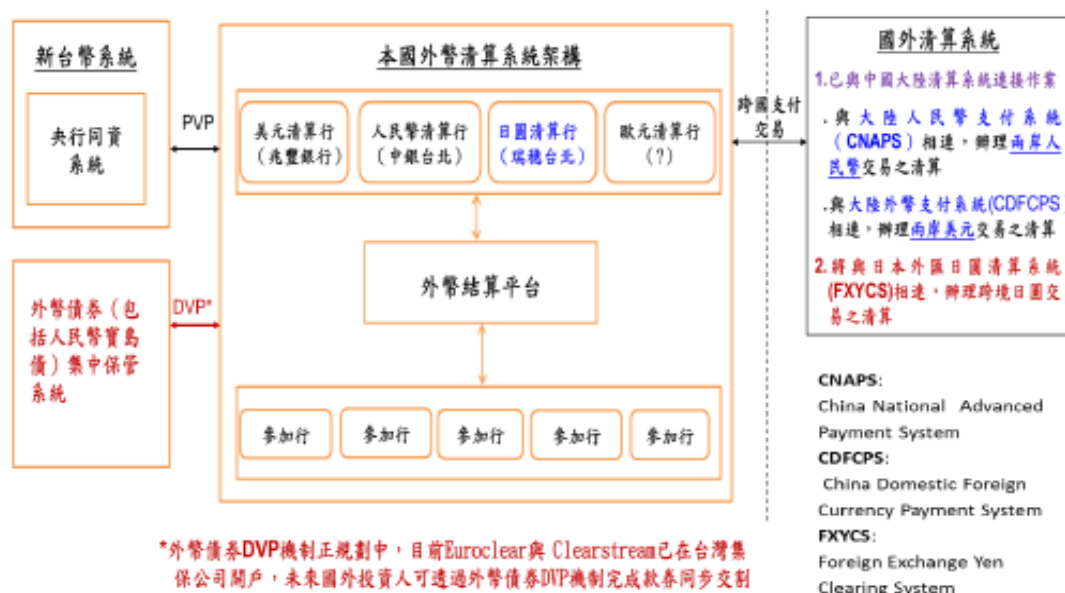 新台幣系統
央行同資
系統
PVP
外幣債券（包
括人民幣寶島
債）集中保管
系統
DVP*
本國外幣清算系統架構
美元清算行
（兆豐銀行）
人民幣清算行
（中銀台北）
日圓清算行
（瑞穗台北）
歐元清算行
（?）
外幣結算平台
參加行
參加行
參加行
參加行
參加行
跨國支付
交易
國外清算系統
1.已與中國大陸清算系統連接作業
.與大陸人民幣支付系統
（CNAPS）相連，辦理兩岸人
民幣交易之清算
.與大陸外幣支付系統(CDFCPS)
相連，辦理兩岸美元交易之清算
2.將與日本外匯日圓清算系統
(FXYCS)相連，辦理跨境日圓交
易之清算
CNAPS:
China National Advanced
Payment System
CDFCPS:
China Domestic Foreign
Currency Payment System
FXYCS:
Foreign Exchange Yen
Clearing System
*外幣債券DVP機制正規劃中，目前Euroclear與 Clearstream已在台灣集
保公司開戶，未來國外投資人可透過外幣債券DVP機制完成款券同步交割